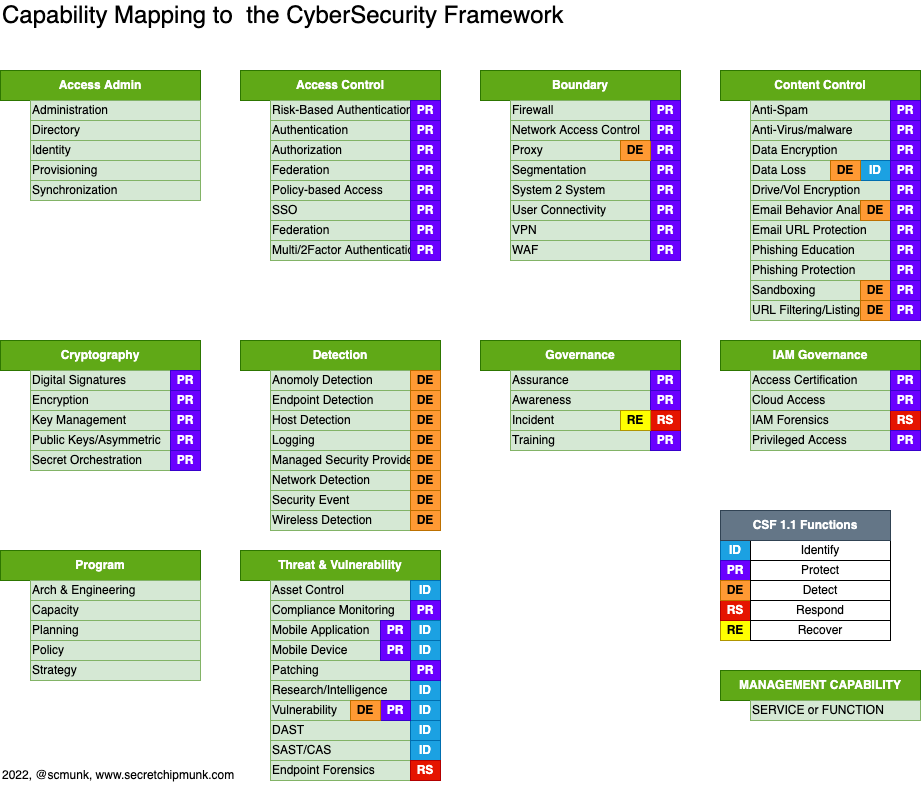 Capability Mapping to the CyberSecurity Framework
Access Admin
Administration
Directory
Identity
Provisioning
Synchronization
Access Control
Risk-Based Authentication PR
Authentication PR
Authorization PR
Federation PR
Policy-based Access PR
SSO PR
Federation PR
Multi/2Factor Authenticatio PR
Boundary
Firewall PR
Network Access Control PR
Proxy DE PR
Segmentation PR
System 2 System PR
User Connectivity PR
VPN PR
WAF PR
Content Control
Anti-Spam PR
Anti-Virus/malware PR
Data Encryption PR
Data Loss DE ID PR
Drive/Vol Encryption PR
Email Behavior Anal DE PR
Email URL Protection PR
Phishing Education PR
Phishing Protection PR
Sandboxing DE PR
URL Filtering/Listing DE PR
Cryptography
Digital Signatures PR
Encryption PR
Key Management PR
Public Keys/Asymmetric PR
Secret Orchestration PR
Detection
Anomoly Detection DE
Endpoint Detection DE
Host Detection DE
Logging DE
Managed Security Provide DE
Network Detection DE
Security Event DE
Wireless Detection DE
Governance
Assurance PR
Awareness PR
Incident RE RS
Training PR
IAM Governance
Access Certification PR
Cloud Access PR
IAM Forensics RS
Privileged Access PR
Program
Arch & Engineering
Capacity
Planning
Policy
Strategy
Threat & Vulnerability
Asset Control ID
Compliance Monitoring PR
Mobile Application PR ID
Mobile Device PR ID
Patching PR
Research/Intelligence ID
Vulnerability DE PR ID
DAST ID
SAST/CAS ID
Endpoint Forensics RS
CSF 1.1 Functions
ID Identify
PR Protect
DE Detect
RS Respond
RE Recover
MANAGEMENT CAPABILITY
SERVICE or FUNCTION
2022, @scmunk, www.secretchipmunk.com